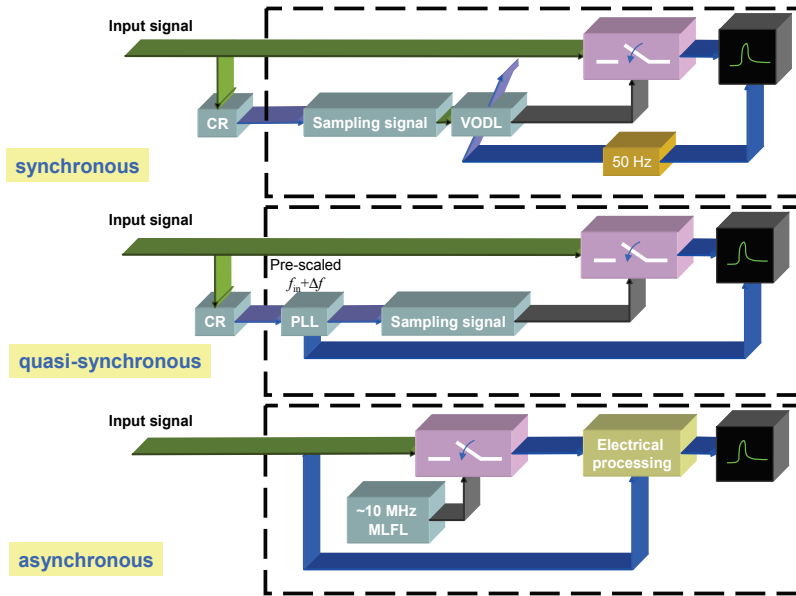 Input signal
CR
Sampling signal
VODL
50 Hz
synchronous
Input signal
Pre-scaled
fin+Δf
CR
PLL
Sampling signal
quasi-synchronous
Input signal
Electrical
processing
~10 MHz
MLFL
asynchronous